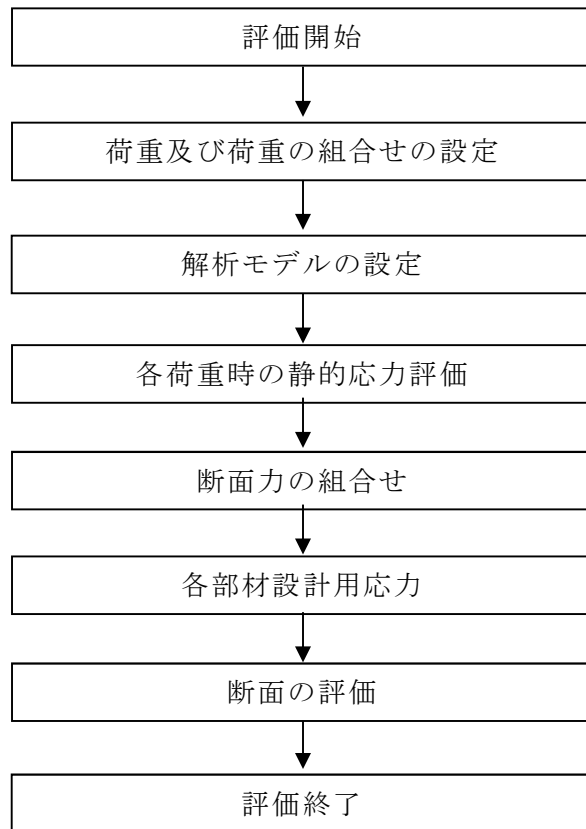 評価開始
荷重及び荷重の組合せの設定
解析モデルの設定
各荷重時の静的応力評価
断面力の組合せ
各部材設計用応力
断面の評価
評価終了